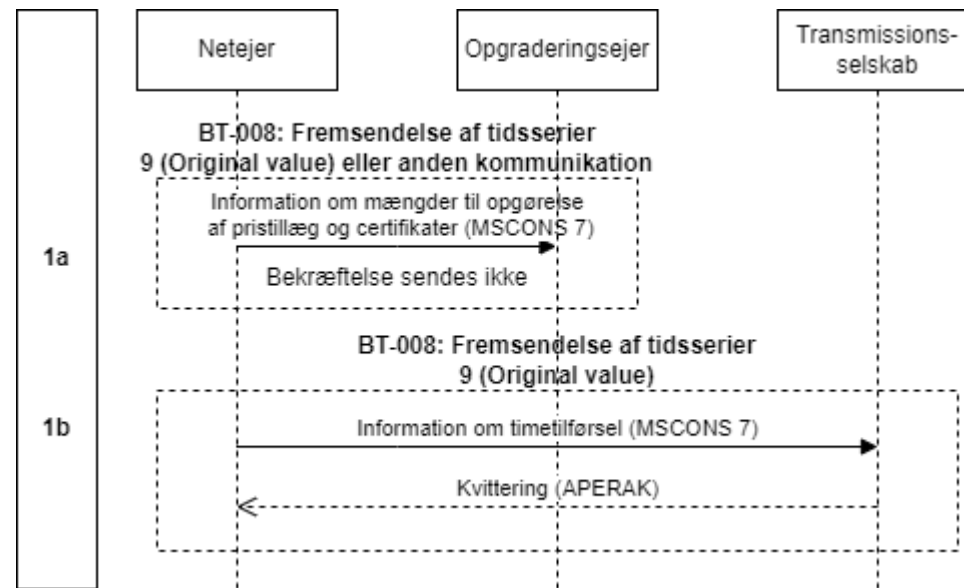 Netejer
Opgraderingsejer
Transmissions-
selskab
BT-008: Fremsendelse af tidsserier
9 (Original value) eller anden kommunikation
Information om mængder til opgørelse
af pristillæg og certifikater (MSCONS 7)
1a
Bekræftelse sendes ikke
BT-008: Fremsendelse af tidsserier
9 (Original value)
1b
Information om timetilførsel (MSCONS 7)
Kvittering (APERAK)